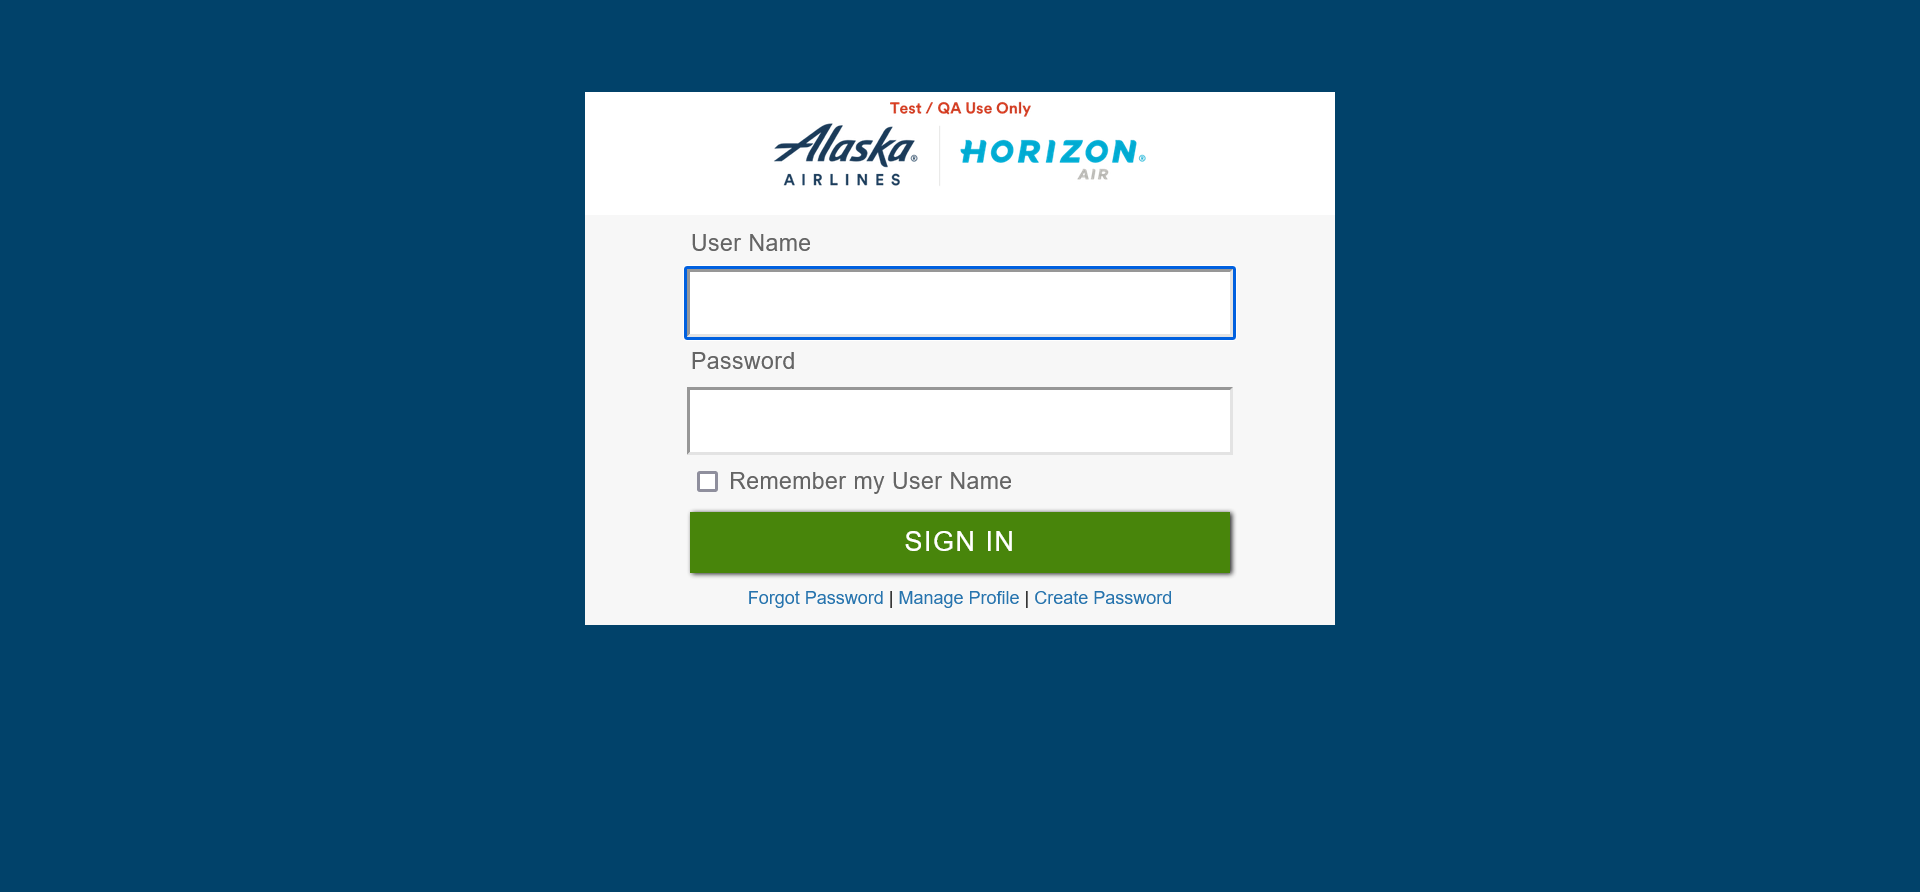 Test / QA Use Only
Alaska® HORIZON®
AIRLINES AIR
User Name
Password
Remember my User Name
SIGN IN
Forgot Password | Manage Profile | Create Password